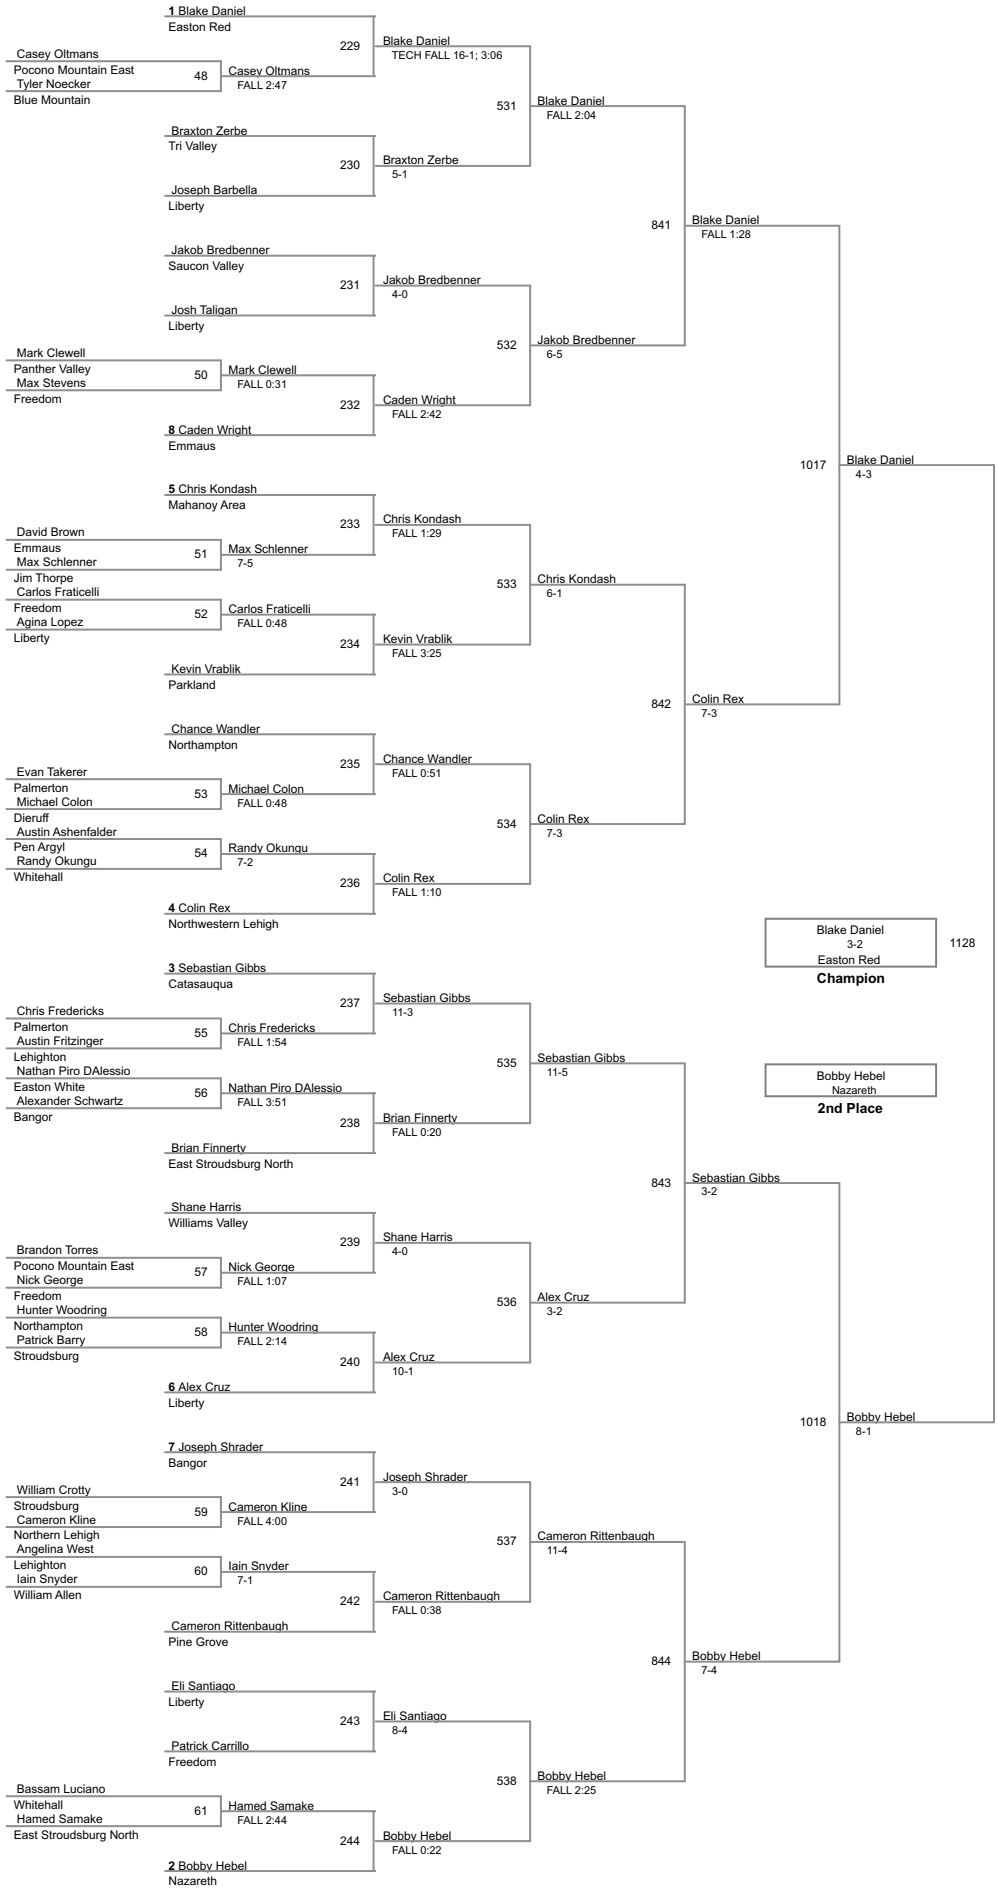 1 Blake Daniel
Easton Red
229
Blake Daniel
TECH FALL 16-1; 3:06
Casey Oltmans
Pocono Mountain East
48
Casey Oltmans
FALL 2:47
Tyler Noecker
Blue Mountain
531
Blake Daniel
FALL 2:04
Braxton Zerbe
Tri Valley
230
Braxton Zerbe
5-1
Joseph Barbella
Liberty
841
Blake Daniel
FALL 1:28
Jakob Bredbenner
Saucon Valley
231
Jakob Bredbenner
4-0
Josh Taligan
Liberty
532
Jakob Bredbenner
6-5
Mark Clewell
Panther Valley
50
Mark Clewell
FALL 0:31
Max Stevens
Freedom
232
Caden Wright
FALL 2:42
8 Caden Wright
Emmaus
1017
Blake Daniel
4-3
5 Chris Kondash
Mahanoy Area
233
Chris Kondash
FALL 1:29
David Brown
Emmaus
51
Max Schlenner
7-5
Max Schlenner
Jim Thorpe
533
Chris Kondash
6-1
Carlos Fraticelli
Freedom
52
Carlos Fraticelli
FALL 0:48
Agina Lopez
Liberty
234
Kevin Vrablik
FALL 3:25
Kevin Vrablik
Parkland
842
Colin Rex
7-3
Chance Wandler
Northampton
235
Chance Wandler
FALL 0:51
Evan Takerer
Palmerton
53
Michael Colon
FALL 0:48
Michael Colon
Dieruff
534
Colin Rex
7-3
Austin Ashenfalder
Pen Argyl
54
Randy Okungu
7-2
Randy Okungu
Whitehall
236
Colin Rex
FALL 1:10
4 Colin Rex
Northwestern Lehigh
Blake Daniel
3-2
Easton Red
1128
Champion
3 Sebastian Gibbs
Catasauqua
237
Sebastian Gibbs
11-3
Chris Fredericks
Palmerton
55
Chris Fredericks
FALL 1:54
Austin Fritzinger
Lehighton
535
Sebastian Gibbs
11-5
Nathan Piro DAlessio
Easton White
56
Nathan Piro DAlessio
FALL 3:51
Alexander Schwartz
Bangor
Bobby Hebel
Nazareth
2nd Place
238
Brian Finnerty
FALL 0:20
Brian Finnerty
East Stroudsburg North
843
Sebastian Gibbs
3-2
Shane Harris
Williams Valley
239
Shane Harris
4-0
Brandon Torres
Pocono Mountain East
57
Nick George
FALL 1:07
Nick George
Freedom
536
Alex Cruz
3-2
Hunter Woodring
Northampton
58
Hunter Woodring
FALL 2:14
Patrick Barry
Stroudsburg
240
Alex Cruz
10-1
6 Alex Cruz
Liberty
1018
Bobby Hebel
8-1
7 Joseph Shrader
Bangor
241
Joseph Shrader
3-0
William Crotty
Stroudsburg
59
Cameron Kline
FALL 4:00
Cameron Kline
Northern Lehigh
537
Cameron Rittenbaugh
11-4
Angelina West
Lehighton
60
Iain Snyder
7-1
Iain Snyder
William Allen
242
Cameron Rittenbaugh
FALL 0:38
Cameron Rittenbaugh
Pine Grove
844
Bobby Hebel
7-4
Eli Santiago
Liberty
243
Eli Santiago
8-4
Patrick Carrillo
Freedom
538
Bobby Hebel
FALL 2:25
Bassam Luciano
Whitehall
61
Hamed Samake
FALL 2:44
Hamed Samake
East Stroudsburg North
244
Bobby Hebel
FALL 0:22
2 Bobby Hebel
Nazareth